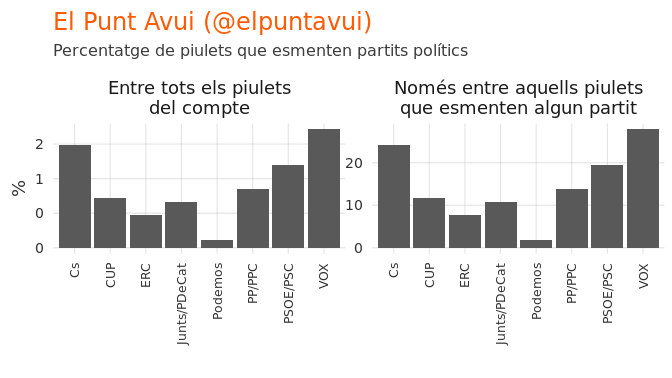 El Punt Avui (@elpuntavui)
Percentatge de piulets que esmenten partits polítics
Entre tots els piulets
del compte
Només entre aquells piulets
que esmenten algun partit
%
2
1
0
0
Cs
CUP
ERC
Junts/PDeCat
Podemos
PP/PPC
PSOE/PSC
VOX
20
10
0
Cs
CUP
ERC
Junts/PDeCat
Podemos
PP/PPC
PSOE/PSC
VOX